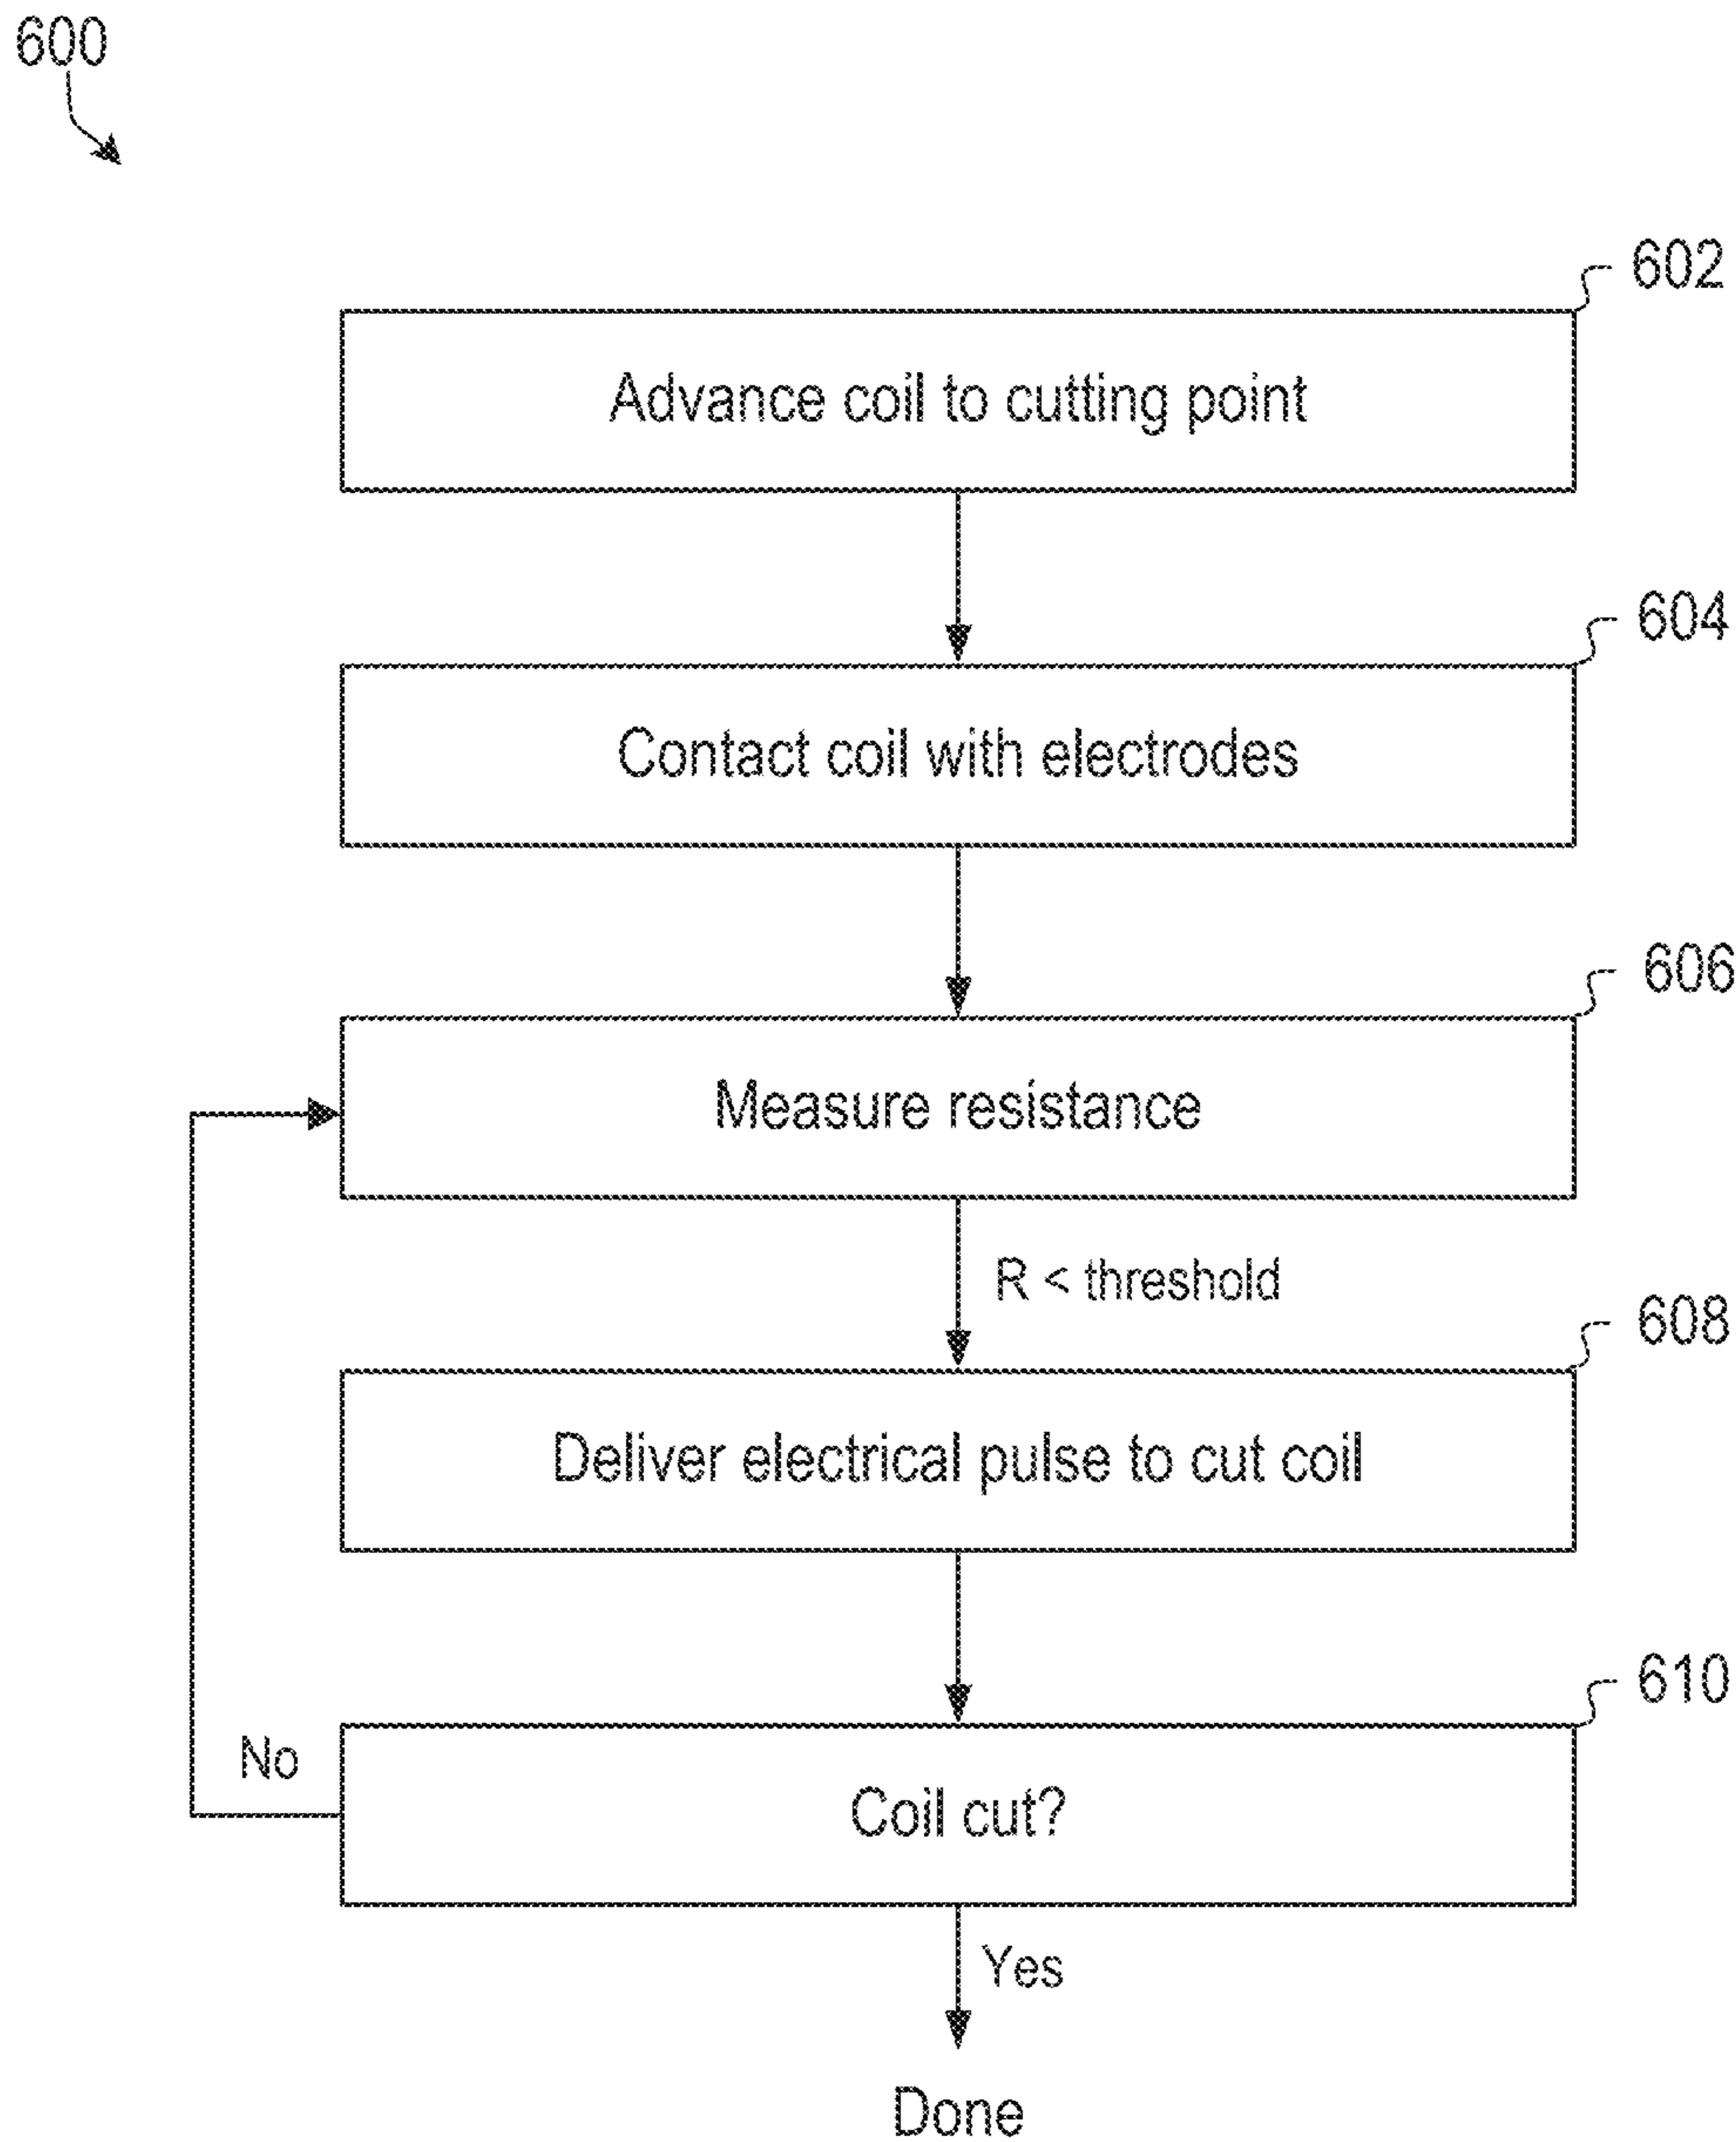 600
602
Advance coil to cutting point
604
Contact coil with electrodes
606
Measure resistance
R < threshold
608
Deliver electrical pulse to cut coil
610
No
Coil cut?
Yes
Done